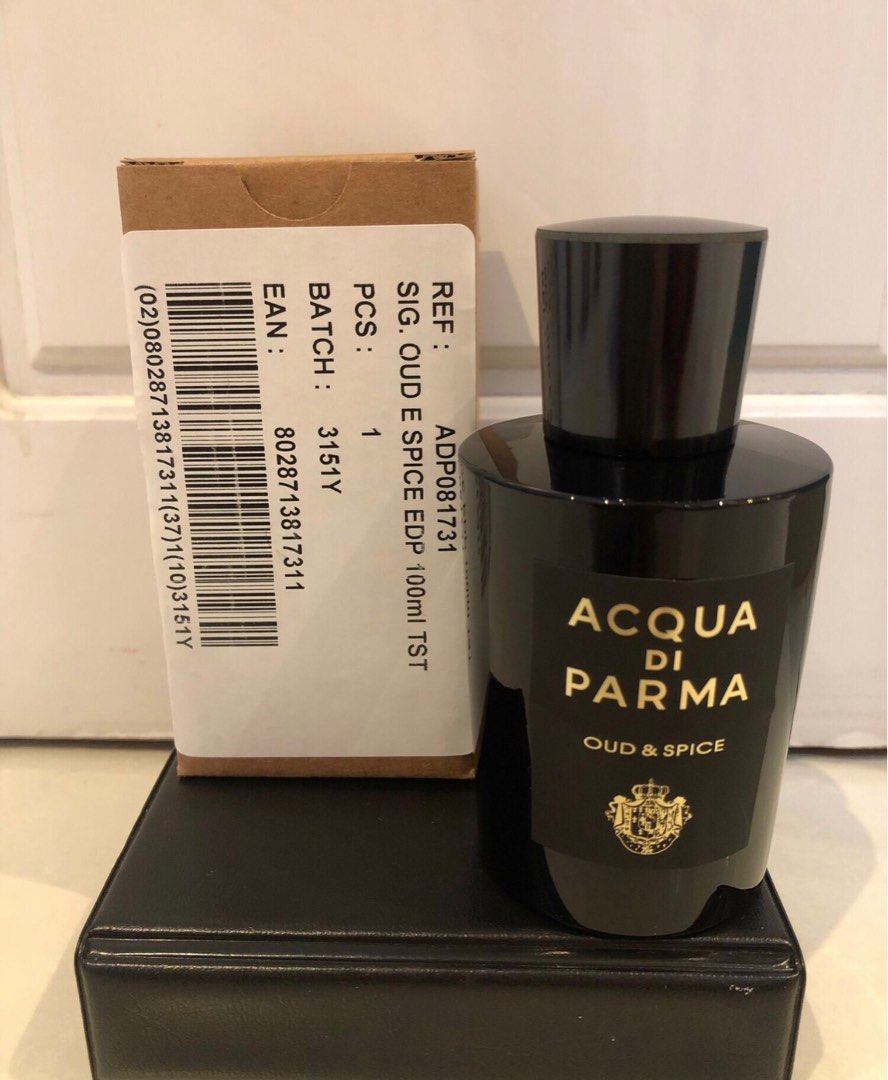 REF :   ADP081731
SIG. OUD E SPICE EDP 100ml TST
PCS :   1
BATCH :   3151Y
EAN :   8028713817311
(02)08028713817311(37)1(10)3151Y
ACQUA
DI
PARMA
OUD & SPICE